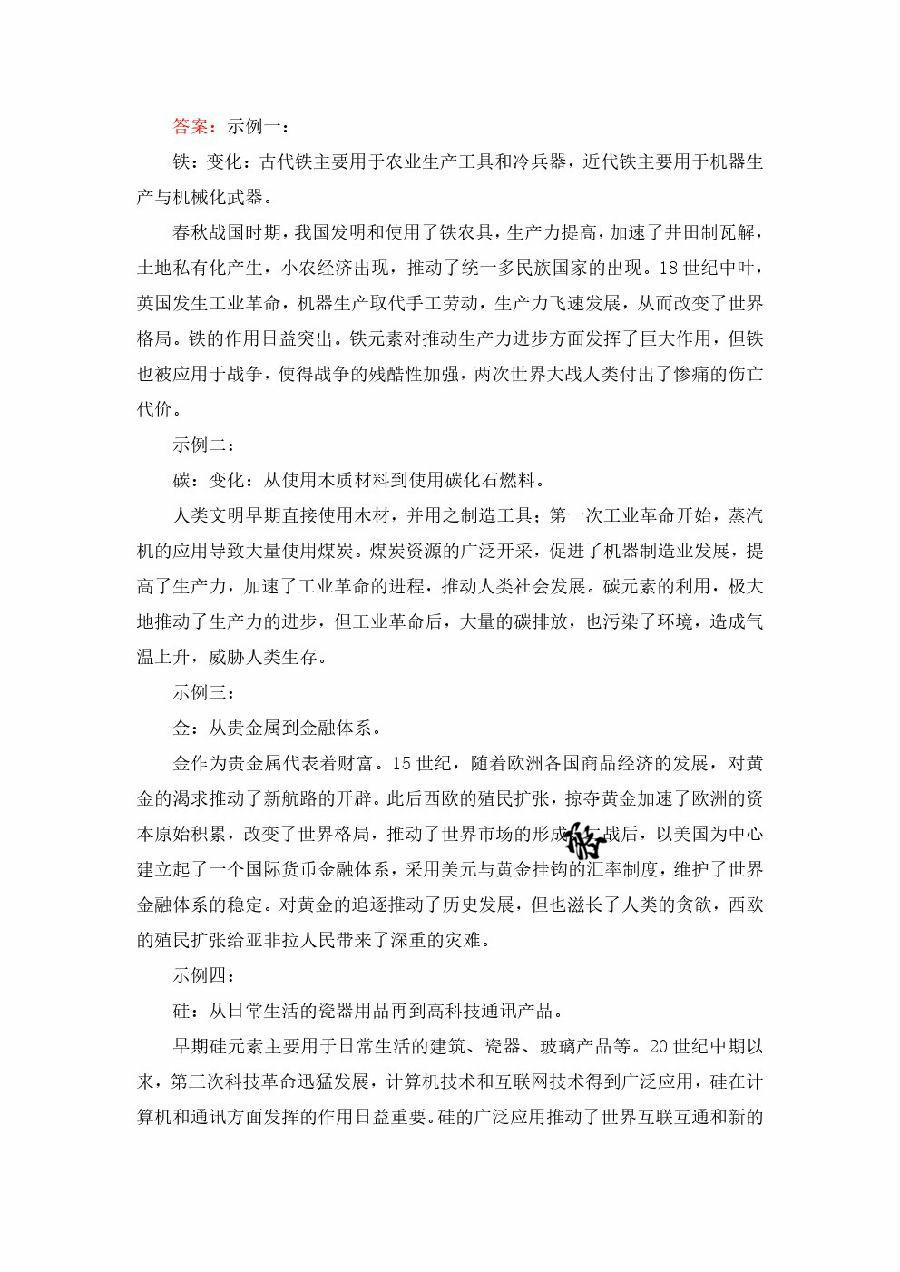 答案：示例一：
铁：变化：古代铁主要用于农业生产工具和冷兵器，近代铁主要用于机器生
产与机械化武器。
春秋战国时期，我国发明和使用了铁农具，生产力提高，加速了井田制瓦解，
土地私有化产生，小农经济出现，推动了统一多民族国家的出现。18世纪中叶，
英国发生工业革命，机器生产取代手工劳动，生产力飞速发展，从而改变了世界
格局。铁的作用日益突出。铁元素对推动生产力进步方面发挥了巨大作用，但铁
也被应用于战争，使得战争的残酷性加强，两次世界大战人类付出了惨痛的伤亡
代价。
示例二：
碳：变化：从使用木质材料到使用碳化石燃料。
人类文明早期直接使用木材，并用之制造工具；第一次工业革命开始，蒸汽
机的应用导致大量使用煤炭。煤炭资源的广泛开采，促进了机器制造业发展，提
高了生产力，加速了工业革命的进程，推动人类社会发展。碳元素的利用，极大
地推动了生产力的进步，但工业革命后，大量的碳排放，也污染了环境，造成气
温上升，威胁人类生存。
示例三：
金：从贵金属到金融体系。
金作为贵金属代表着财富。15世纪，随着欧洲各国商品经济的发展，对黄
金的渴求推动了新航路的开辟。此后西欧的殖民扩张，掠夺黄金加速了欧洲的资
本原始积累，改变了世界格局，推动了世界市场的形成 战后，以美国为中心
建立起了一个国际货币金融体系，采用美元与黄金挂钩的汇率制度，维护了世界
金融体系的稳定。对黄金的追逐推动了历史发展，但也滋长了人类的贪欲，西欧
的殖民扩张给亚非拉人民带来了深重的灾难。
示例四：
硅：从日常生活的瓷器用品再到高科技通讯产品。
早期硅元素主要用于日常生活的建筑、瓷器、玻璃产品等。20世纪中期以
来，第二次科技革命迅猛发展，计算机技术和互联网技术得到广泛应用，硅在计
算机和通讯方面发挥的作用日益重要。硅的广泛应用推动了世界互联互通和新的